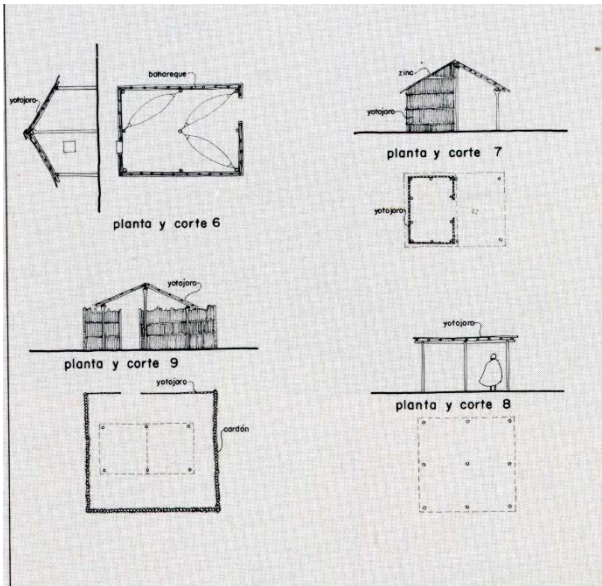 bahareque
yotojoro
planta y corte 6
zinc
yotojoro
planta y corte 7
yotojoro
yotojoro
planta y corte 9
yotojoro
cardón
yotojoro
planta y corte 8